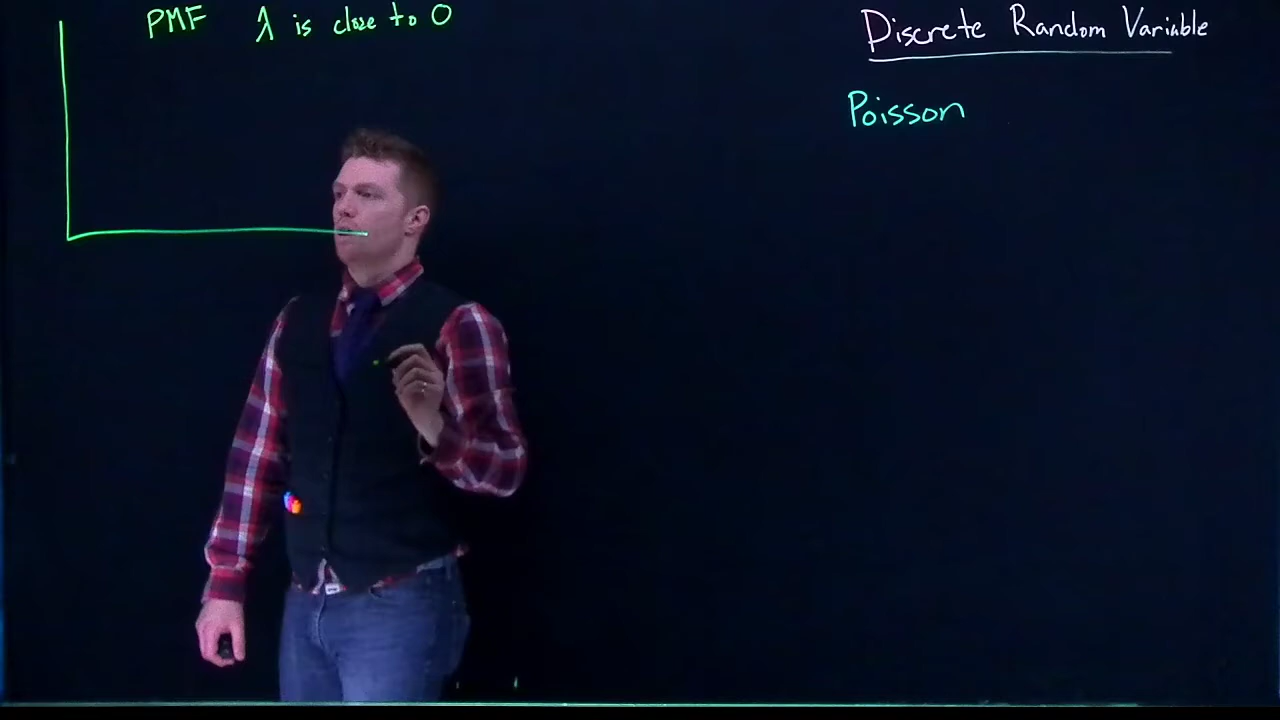 PMF λ is close to 0
Discrete Random Variable
Poisson